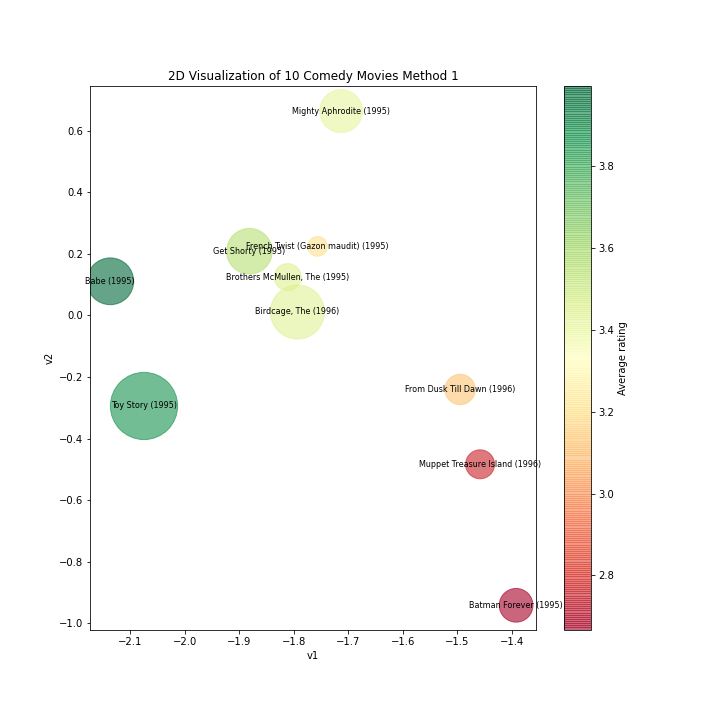 2D Visualization of 10 Comedy Movies Method 1
Mighty Aphrodite (1995)
French Twist (Gazon maudit) (1995)
Get Shorty (1995)
Brothers McMullen, The (1995)
Babe (1995)
Birdcage, The (1996)
From Dusk Till Dawn (1996)
Toy Story (1995)
Muppet Treasure Island (1996)
Batman Forever (1995)
0.6
0.4
0.2
0.0
−0.2
−0.4
−0.6
−0.8
−1.0
v2
−2.1 −2.0 −1.9 −1.8 −1.7 −1.6 −1.5 −1.4
v1
3.8
3.6
3.4
3.2
3.0
2.8
Average rating